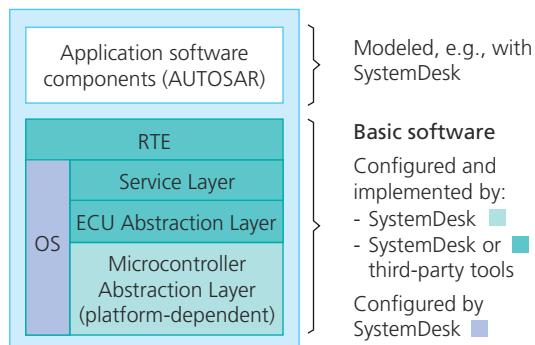 Application software
components (AUTOSAR)
Modeled, e.g., with
SystemDesk
RTE
Service Layer
ECU Abstraction Layer
OS
Microcontroller
Abstraction Layer
(platform-dependent)
Basic software
Configured and
implemented by:
- SystemDesk
- SystemDesk or
third-party tools
Configured by
SystemDesk